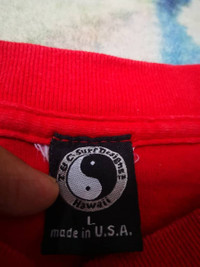 T & C Surf Designs
Hawaii
L
made in U.S.A.